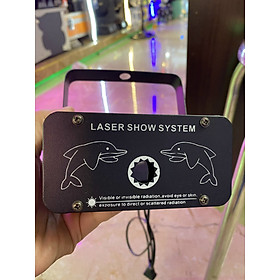 LASER SHOW SYSTEM
Visible or invisible radiation,avoid eye or skin
exposure to direct or scattered radiation